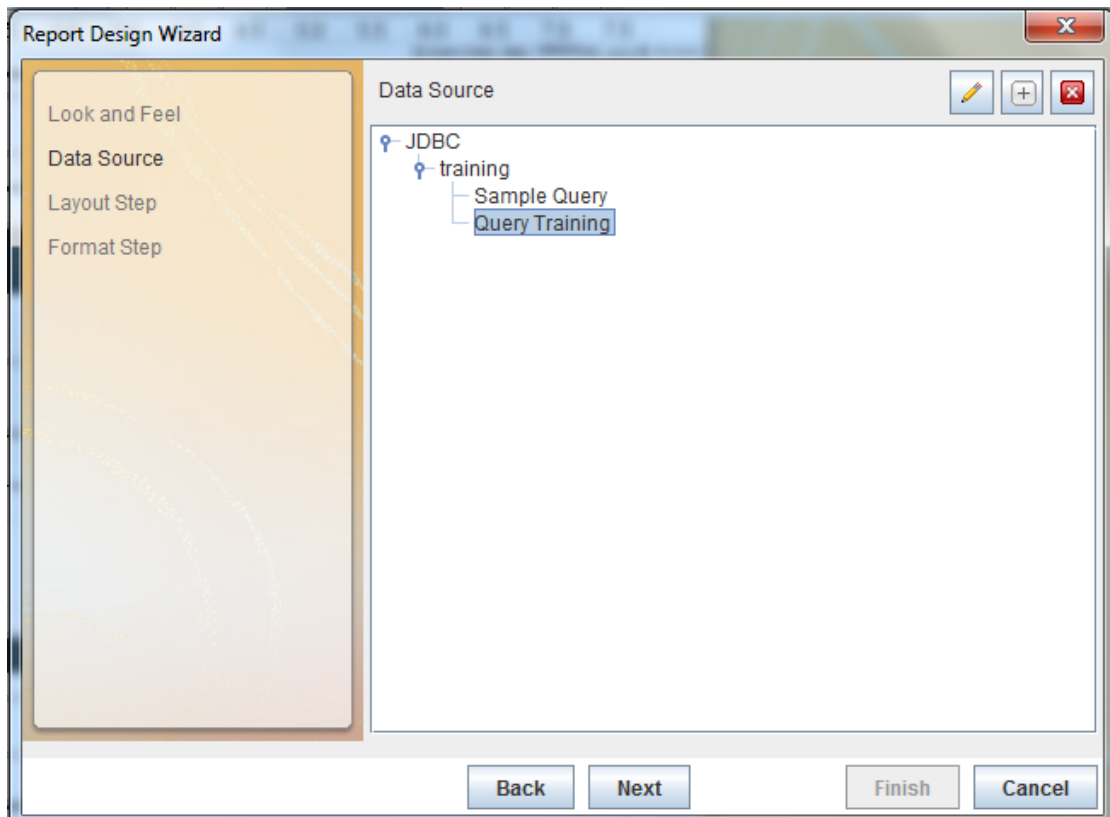 Report Design Wizard
Look and Feel
Data Source
Layout Step
Format Step
Data Source
JDBC
training
Sample Query
Query Training
Back Next Finish Cancel